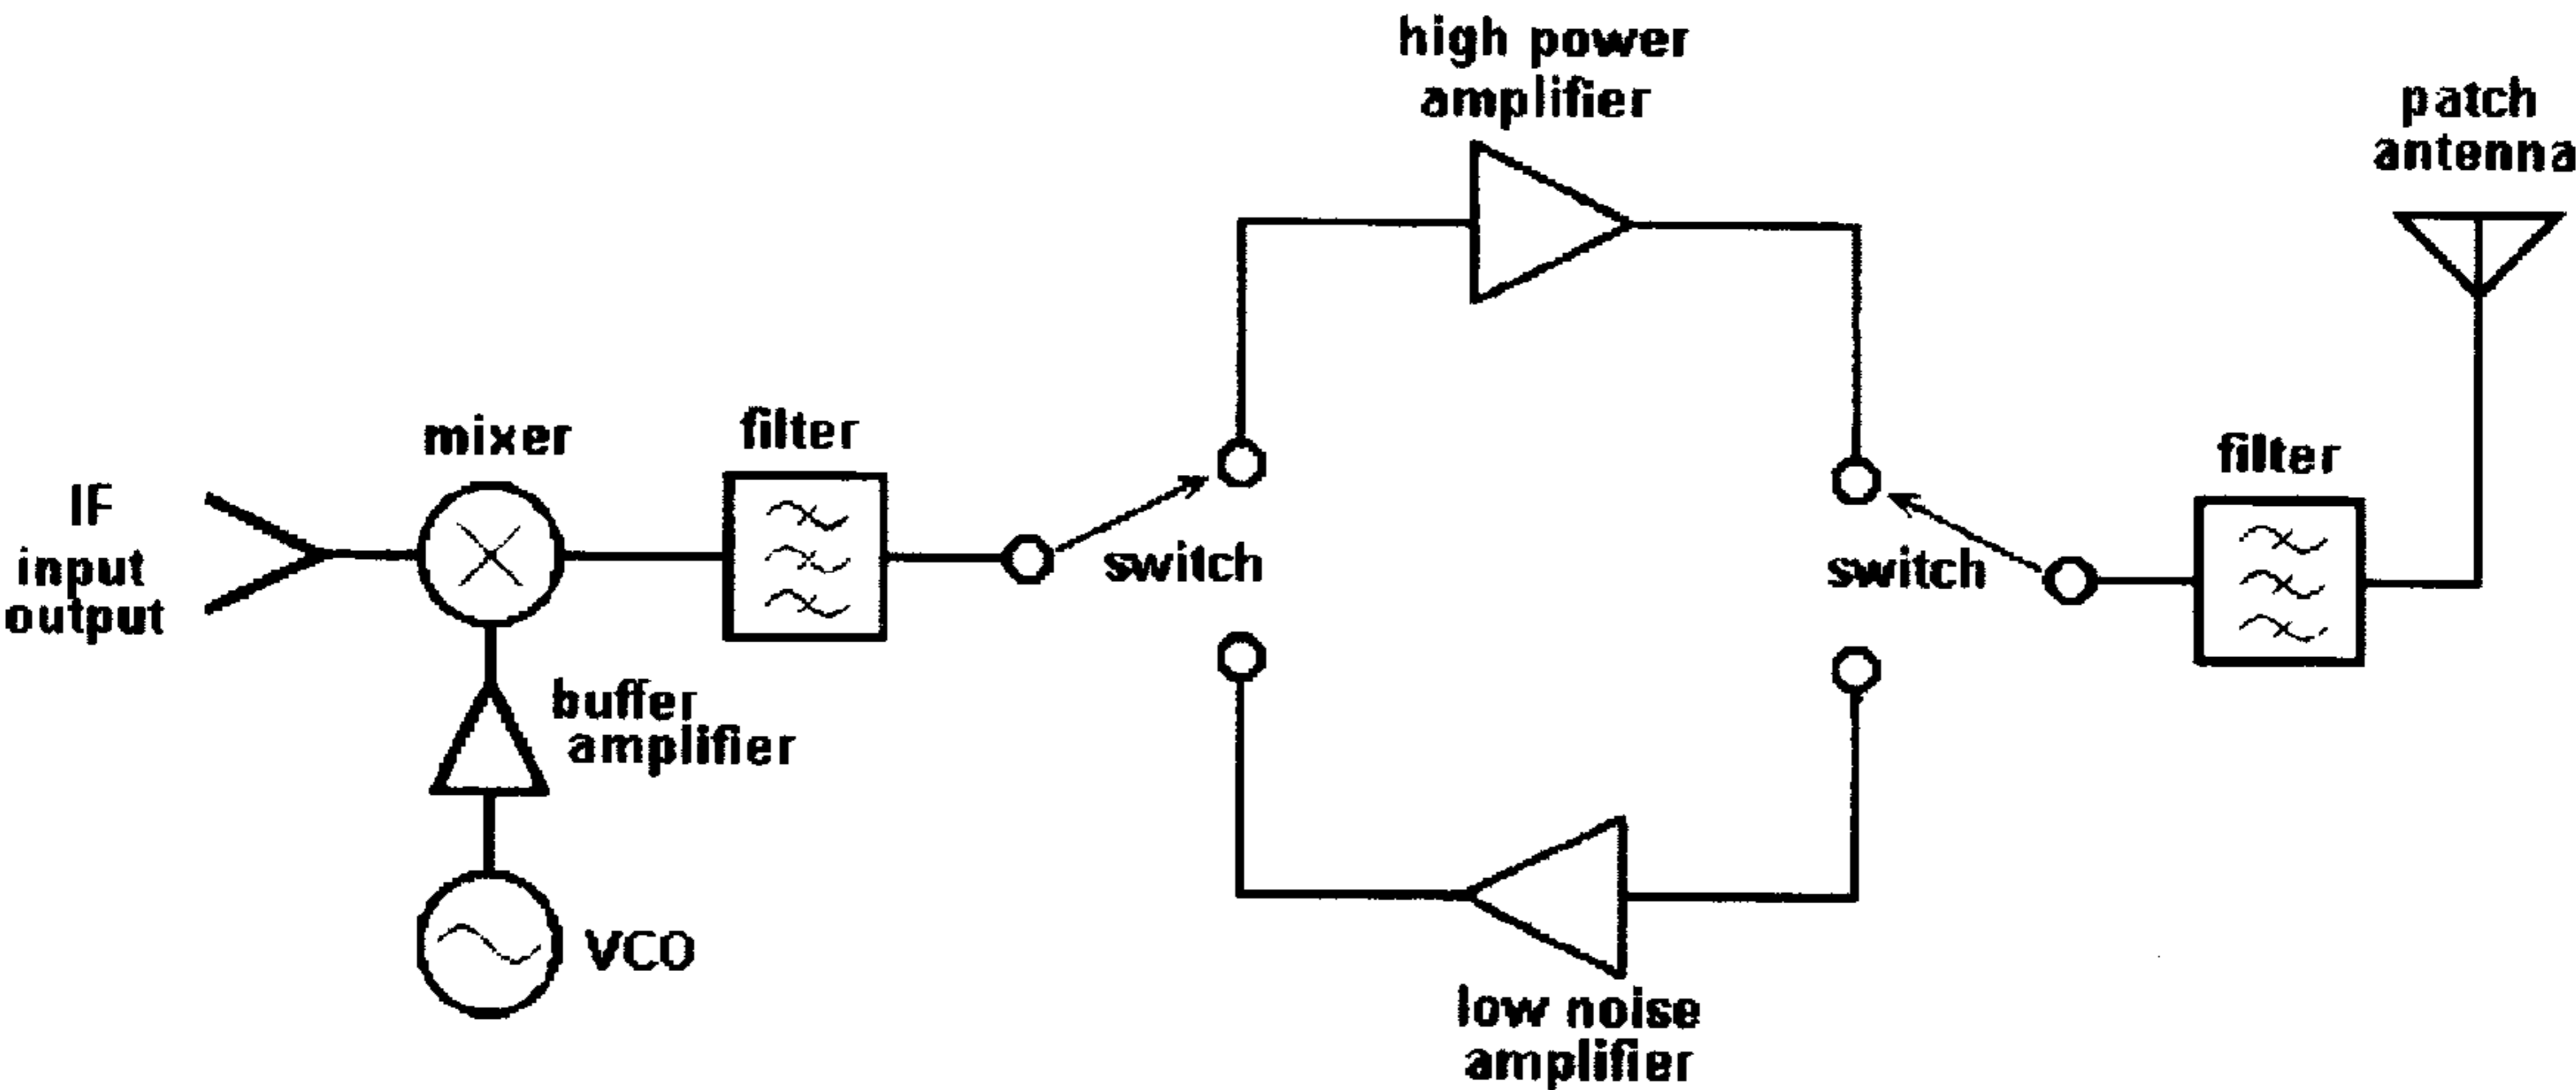 high power
amplifier
patch
antenna
mixer
filter
IF
input
output
switch
switch
filter
buffer
amplifier
VCO
low noise
amplifier